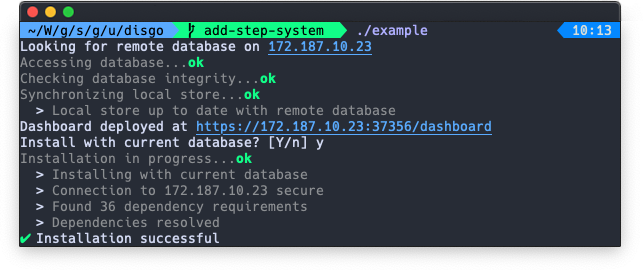 ~/W/g/s/g/u/disgo add-step-system ./example 10:13
Looking for remote database on 172.187.10.23
Accessing database...ok
Checking database integrity...ok
Synchronizing local store...ok
> Local store up to date with remote database
Dashboard deployed at https://172.187.10.23:37356/dashboard
Install with current database? [Y/n] y
Installation in progress...ok
> Installing with current database
> Connection to 172.187.10.23 secure
> Found 36 dependency requirements
> Dependencies resolved
✔ Installation successful